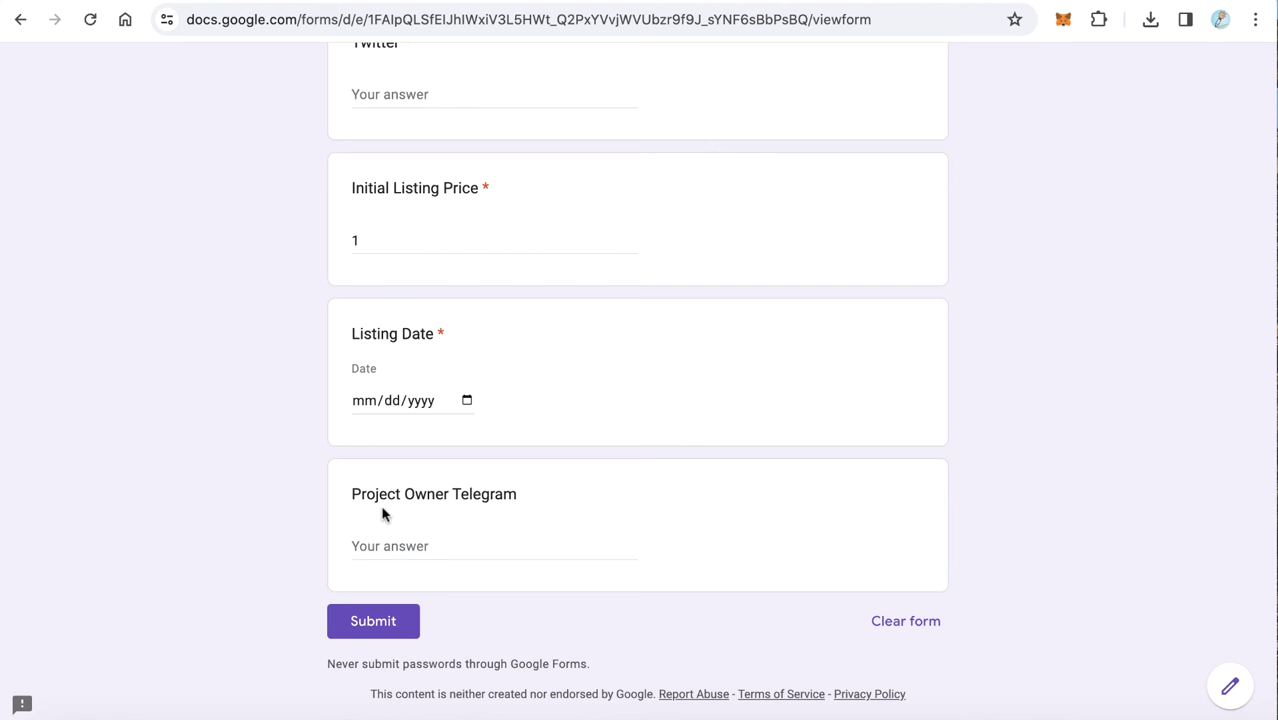 docs.google.com/forms/d/e/1FAIpQLSfEIJhIWxiV3L5HWt_Q2PxYVvjWVUbzr9f9J_sYNF6sBbPsBQ/viewform
Twitter
Your answer
Initial Listing Price *
1
Listing Date *
Date
mm/dd/yyyy
Project Owner Telegram
Your answer
Submit
Clear form
Never submit passwords through Google Forms.
This content is neither created nor endorsed by Google. Report Abuse - Terms of Service - Privacy Policy